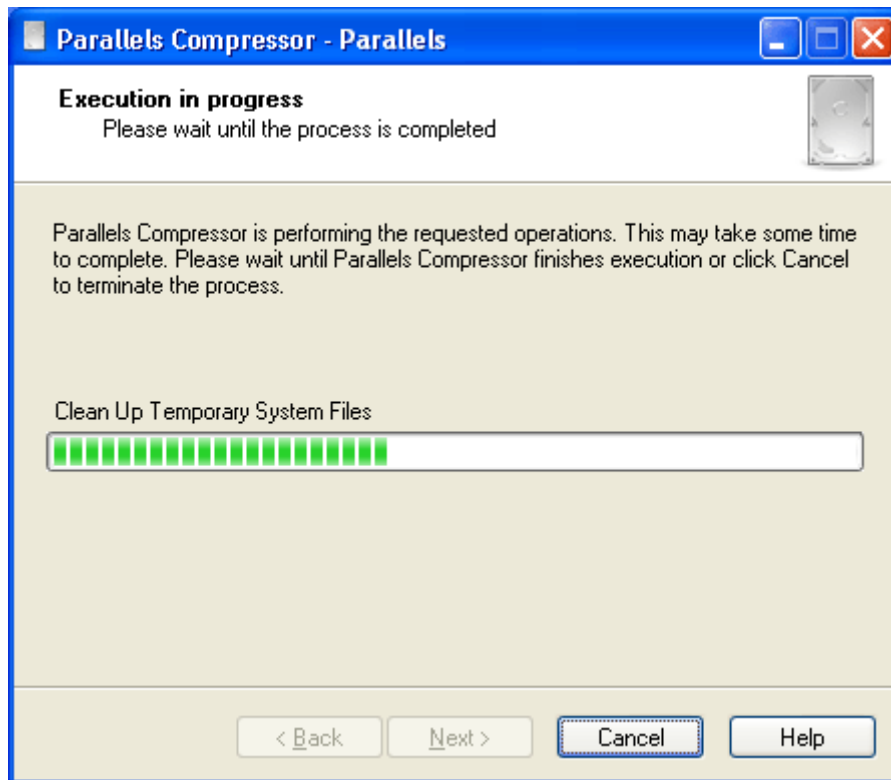 Parallels Compressor - Parallels
Execution in progress
Please wait until the process is completed
Parallels Compressor is performing the requested operations. This may take some time
to complete. Please wait until Parallels Compressor finishes execution or click Cancel
to terminate the process.
Clean Up Temporary System Files
< Back
Next >
Cancel
Help